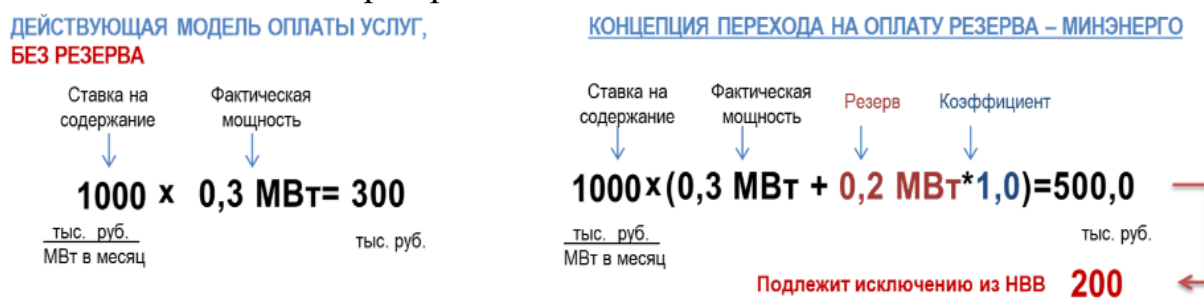 ДЕЙСТВУЮЩАЯ МОДЕЛЬ ОПЛАТЫ УСЛУГ,
БЕЗ РЕЗЕРВА
Ставка на
содержание
Фактическая
мощность
1000 х 0,3 МВт= 300
тыс. руб.
МВт в месяц
тыс. руб.
КОНЦЕПЦИЯ ПЕРЕХОДА НА ОПЛАТУ РЕЗЕРВА – МИНЭНЕРГО
Ставка на
содержание
Фактическая
мощность
Резерв
Коэффициент
1000х(0,3 МВт + 0,2 МВт*1,0)=500,0
тыс. руб.
МВт в месяц
тыс. руб.
Подлежит исключению из НВВ 200